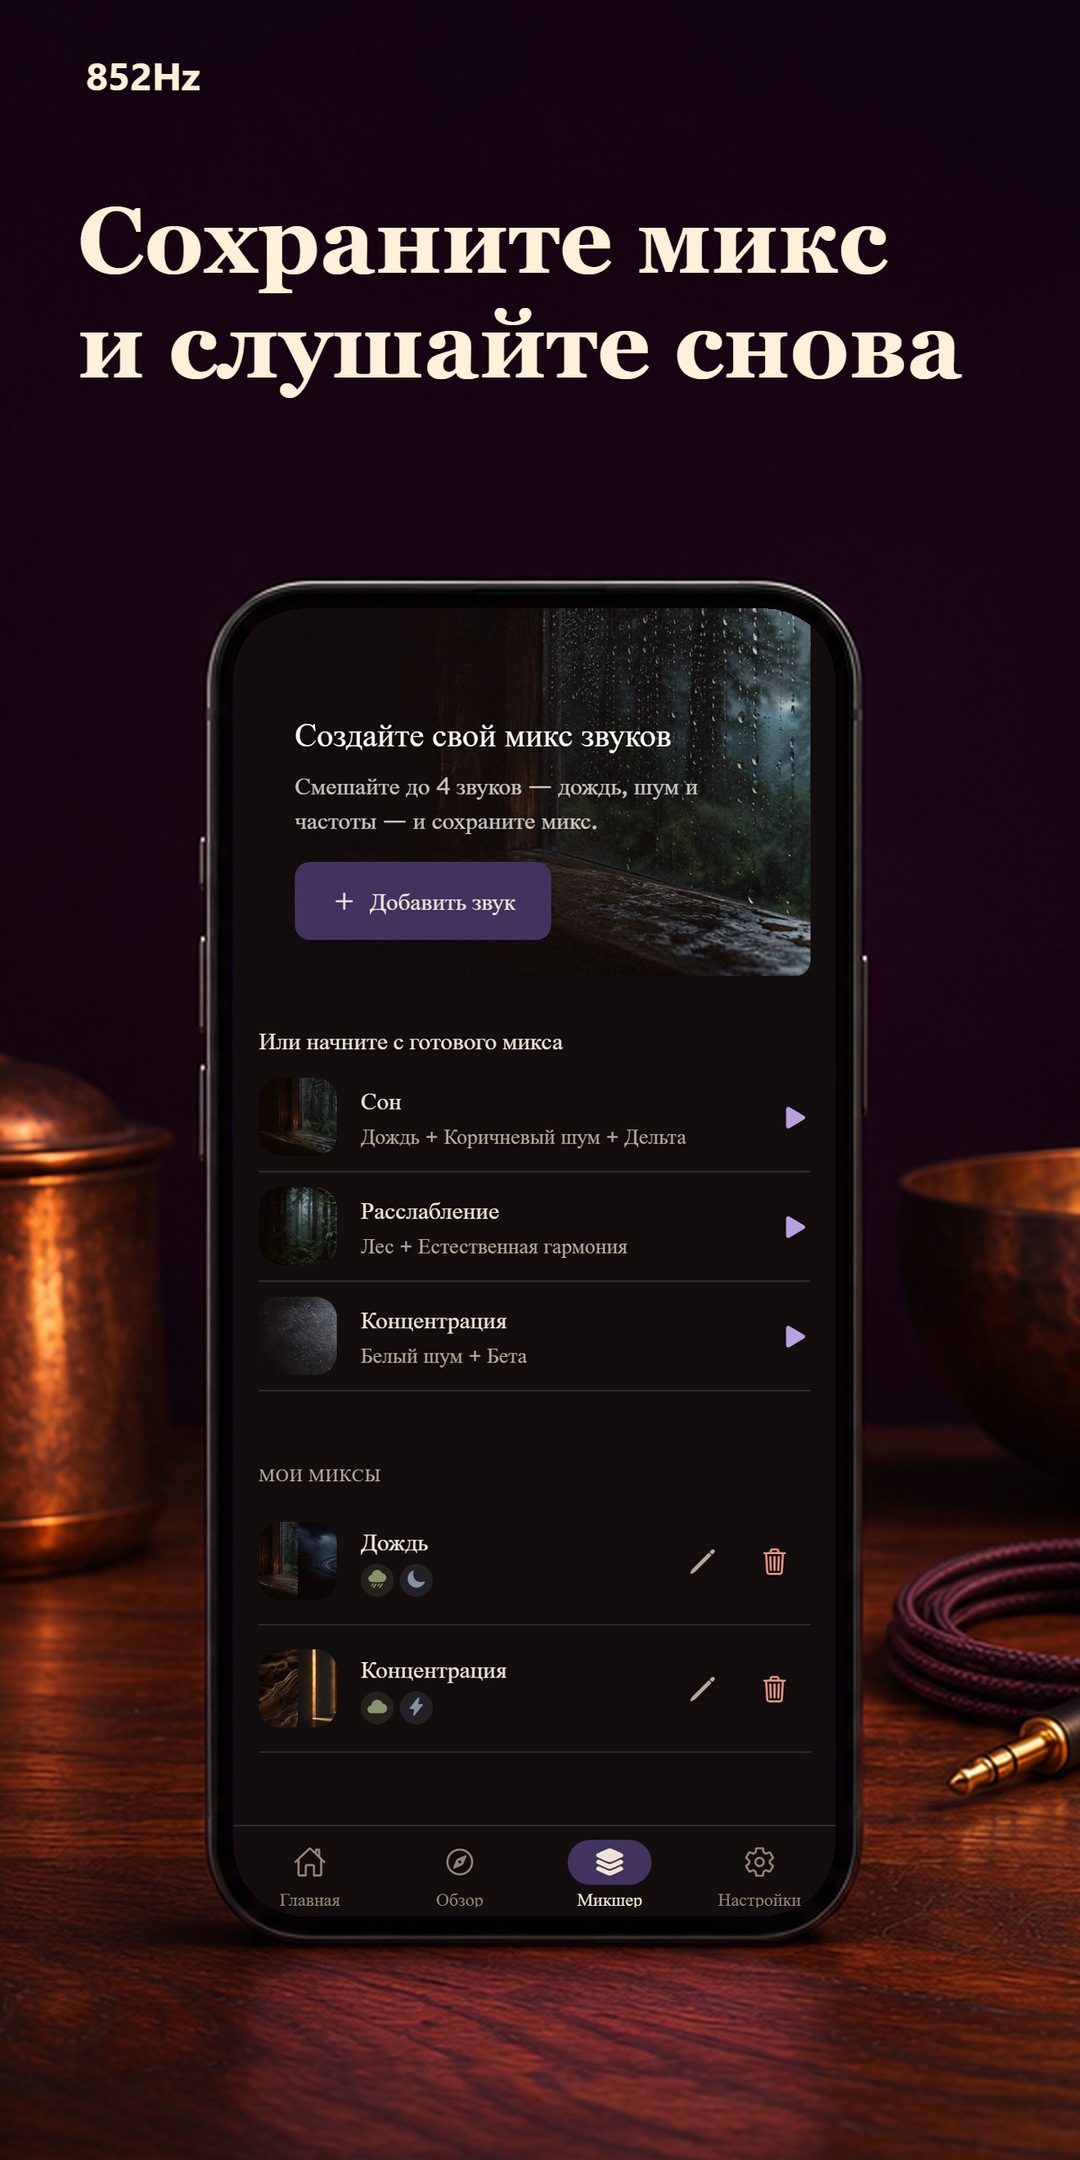 852Hz
Сохраните микс
и слушайте снова
Создайте свой микс звуков
Смешайте до 4 звуков — дождь, шум и
частоты — и сохраните микс.
+ Добавить звук
Или начните с готового микса
Сон
Дождь + Коричневый шум + Дельта
Расслабление
Лес + Естественная гармония
Концентрация
Белый шум + Бета
МОИ МИКСЫ
Дождь
Концентрация
Главная
Обзор
Микшер
Настройки